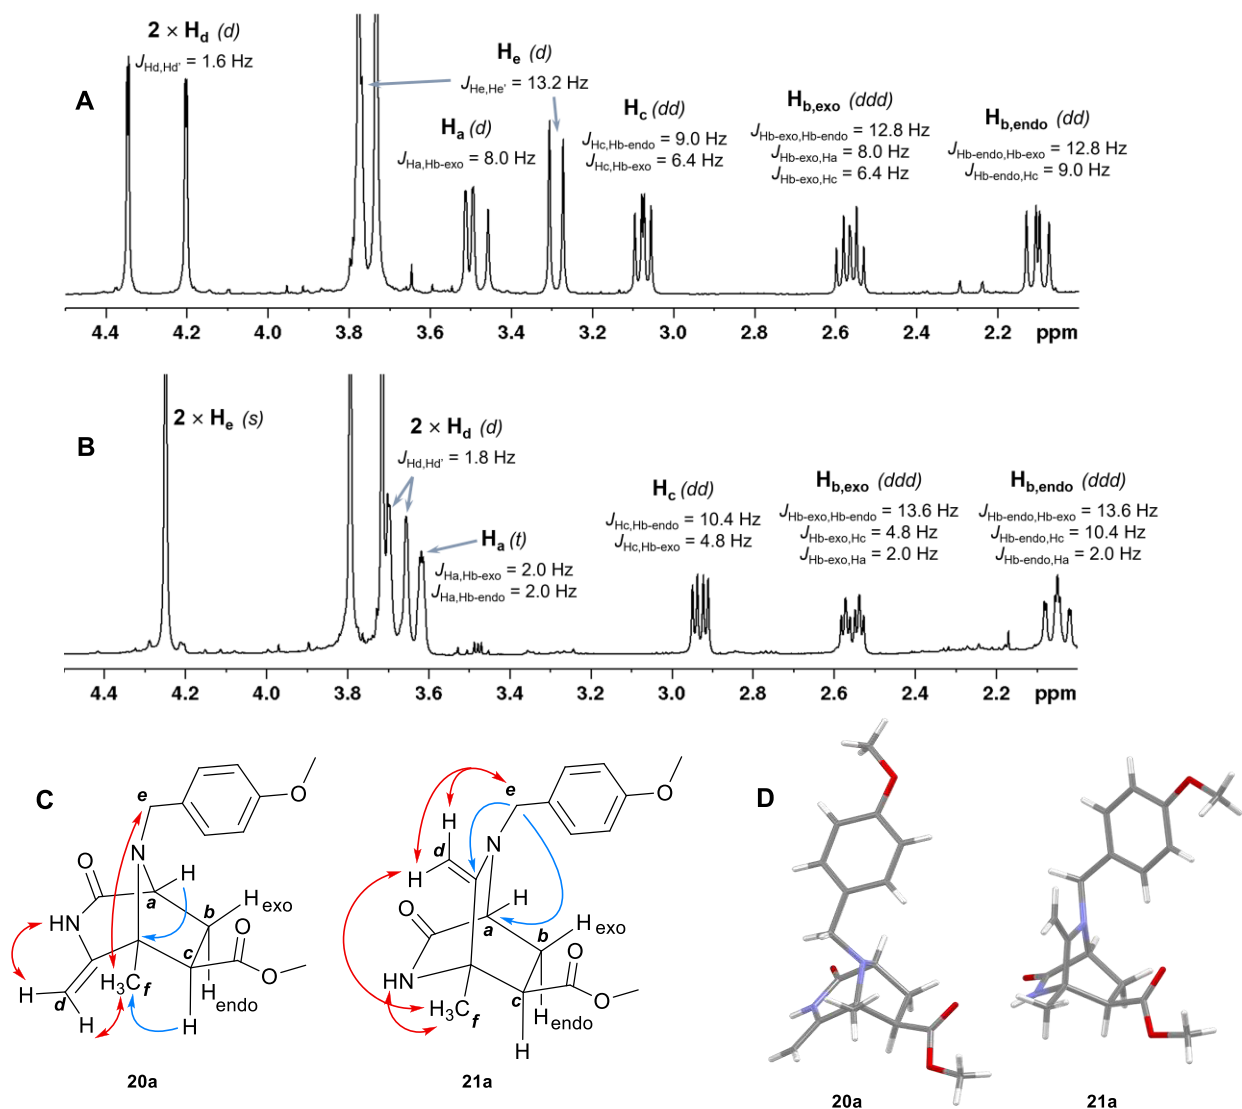 A
2 × Hd (d)
JHd,Hd' = 1.6 Hz
He (d)
JHe,He' = 13.2 Hz
Ha (d)
JHa,Hb-exo = 8.0 Hz
Hc (dd)
JHc,Hb-endo = 9.0 Hz
JHc,Hb-exo = 6.4 Hz
Hb,exo (ddd)
JHb-exo,Hb-endo = 12.8 Hz
JHb-exo,Ha = 8.0 Hz
JHb-exo,Hc = 6.4 Hz
Hb,endo (dd)
JHb-endo,Hb-exo = 12.8 Hz
JHb-endo,Hc = 9.0 Hz
4.4 4.2 4.0 3.8 3.6 3.4 3.2 3.0 2.8 2.6 2.4 2.2 ppm
B
2 × He (s)
2 × Hd (d)
JHd,Hd' = 1.8 Hz
Ha (t)
JHa,Hb-exo = 2.0 Hz
JHa,Hb-endo = 2.0 Hz
Hc (dd)
JHc,Hb-endo = 10.4 Hz
JHc,Hb-exo = 4.8 Hz
Hb,exo (ddd)
JHb-exo,Hb-endo = 13.6 Hz
JHb-exo,Hc = 4.8 Hz
JHb-exo,Ha = 2.0 Hz
Hb,endo (ddd)
JHb-endo,Hb-exo = 13.6 Hz
JHb-endo,Hc = 10.4 Hz
JHb-endo,Ha = 2.0 Hz
4.4 4.2 4.0 3.8 3.6 3.4 3.2 3.0 2.8 2.6 2.4 2.2 ppm
C
e
O
N
O
H
a
HN
b
H exo
c
O
O
H3C
f
H
endo
H
d
H
H
20a
e
O
H
d
H
N
O
H
a
b
H exo
HN
O
O
H3C
f
c
H
endo
H
21a
D
20a
21a